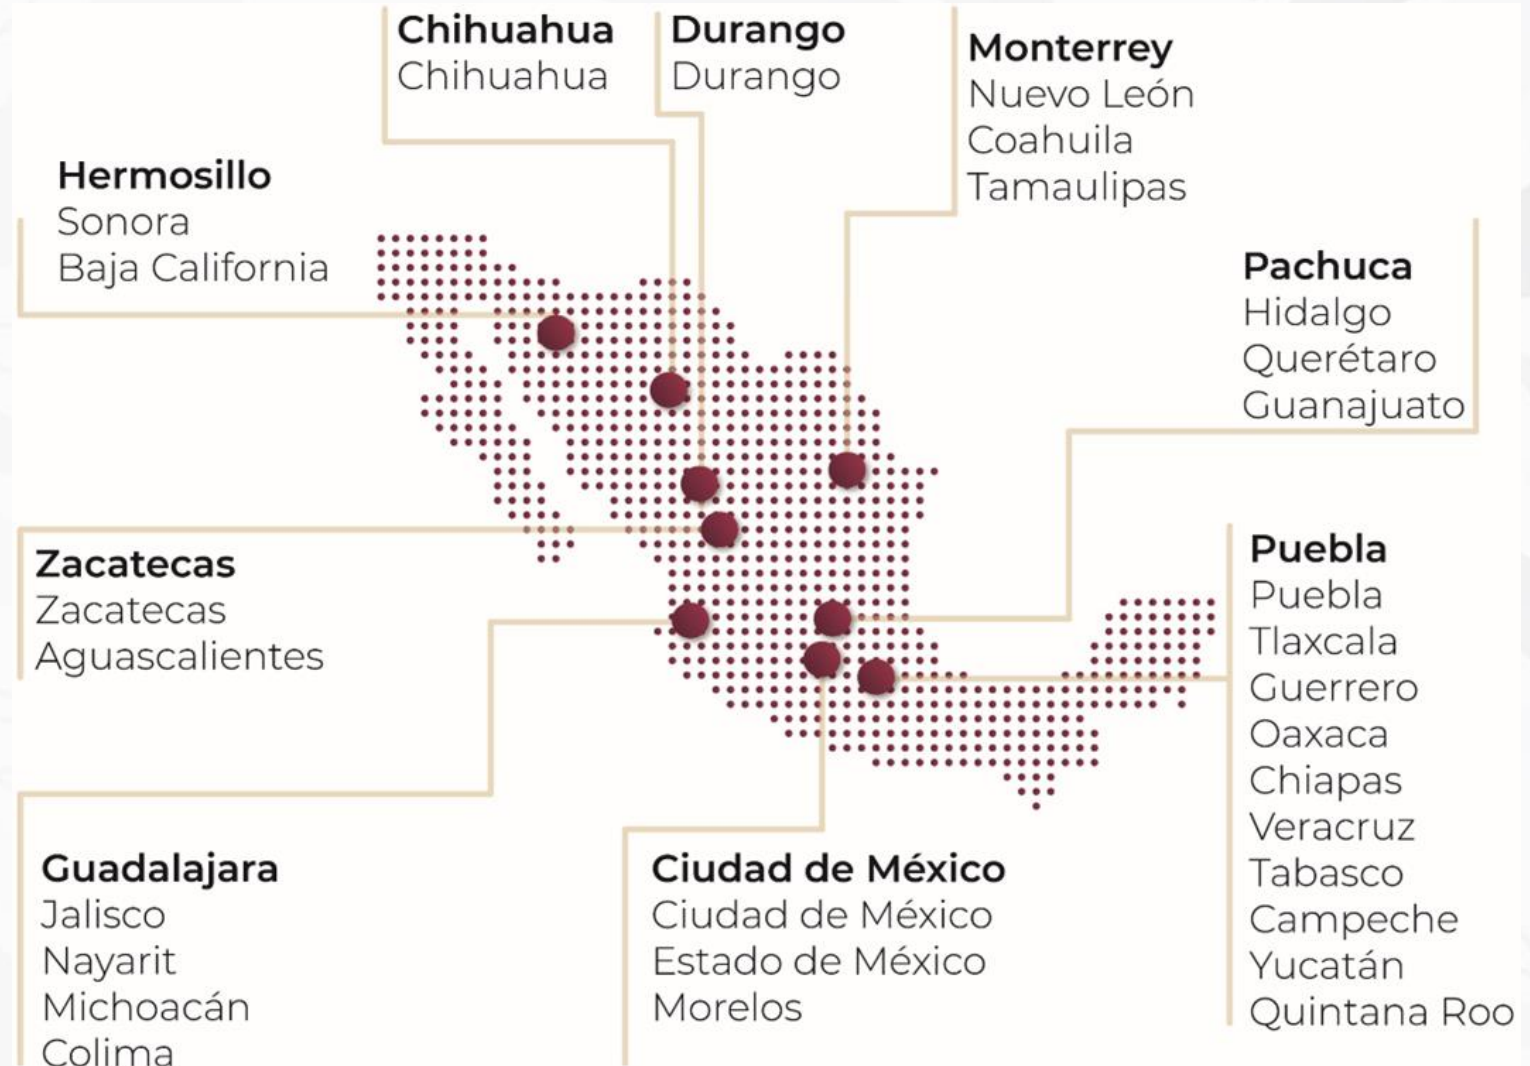 Chihuahua
Chihuahua
Durango
Durango
Monterrey
Nuevo León
Coahuila
Tamaulipas
Hermosillo
Sonora
Baja California
Pachuca
Hidalgo
Querétaro
Guanajuato
Zacatecas
Zacatecas
Aguascalientes
Puebla
Puebla
Tlaxcala
Guerrero
Oaxaca
Chiapas
Veracruz
Tabasco
Campeche
Yucatán
Quintana Roo
Guadalajara
Jalisco
Nayarit
Michoacán
Colima
Ciudad de México
Ciudad de México
Estado de México
Morelos